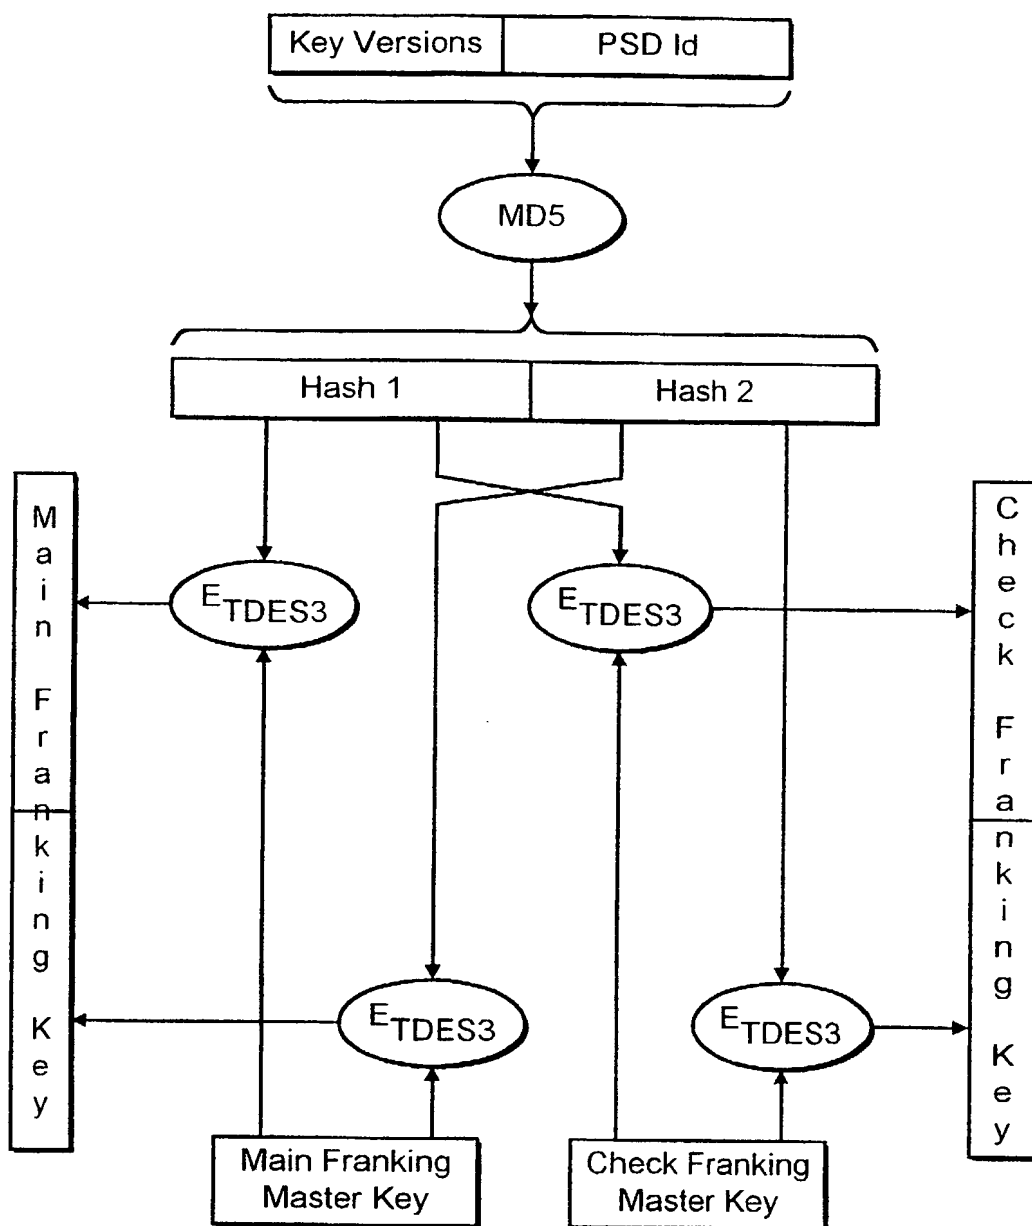 Key Versions PSD Id
MD5
Hash 1 Hash 2
Main Franking Key
Check Franking Key
E TDES3
E TDES3
E TDES3
E TDES3
Main Franking
Master Key
Check Franking
Master Key